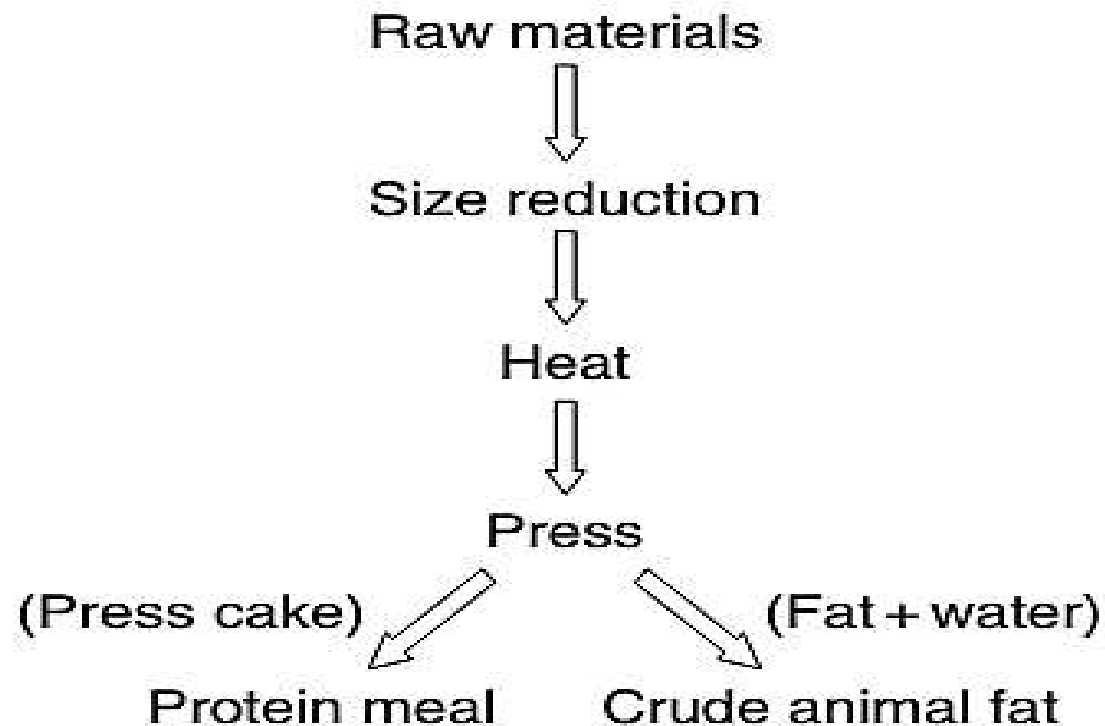 Raw materials
Size reduction
Heat
Press
(Press cake)
(Fat + water)
Protein meal
Crude animal fat